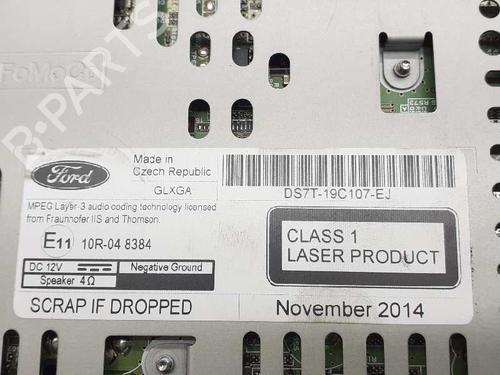 B-PARTS
FoMoCo
R572
Ford
Made in
Czech Republic
GLXGA
DS7T-19C107-EJ
MPEG Layer-3 audio coding technology licensed
from Fraunhofer IIS and Thomson.
E11 10R-04 8384
CLASS 1
LASER PRODUCT
DC 12V
Negative Ground
Speaker 4Ω
SCRAP IF DROPPED
November 2014